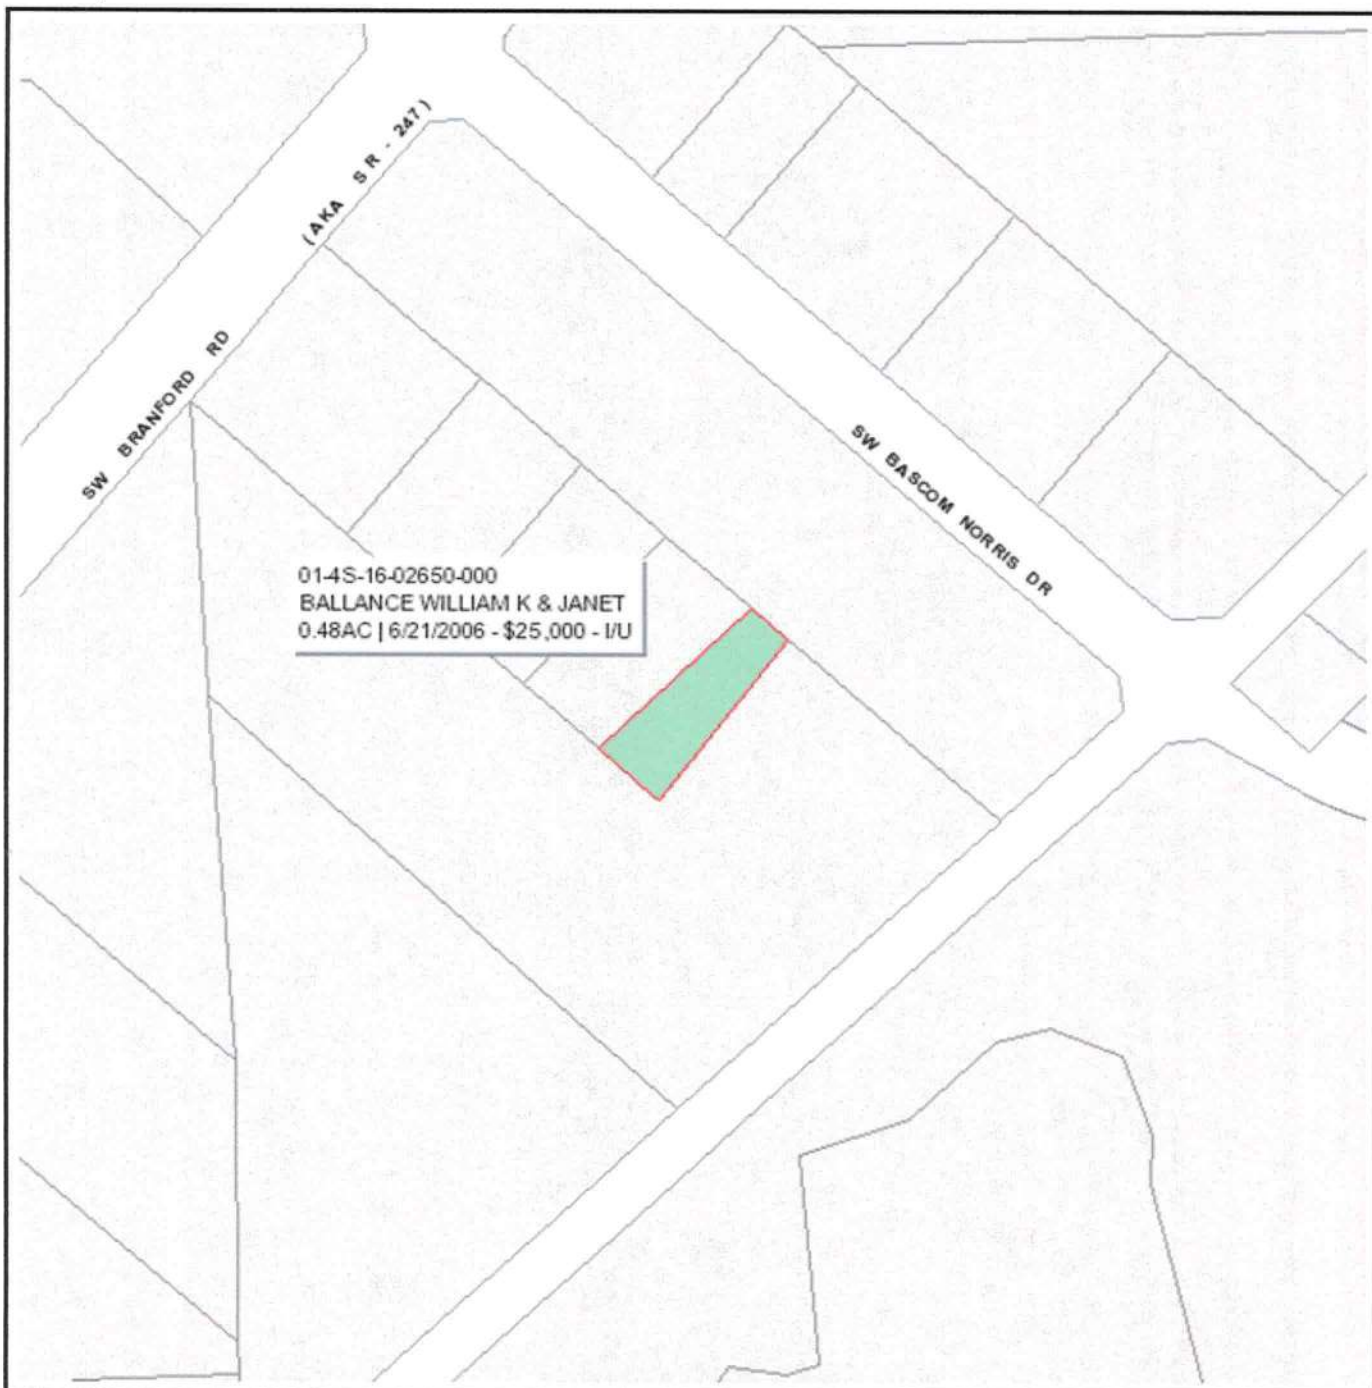 (AKA SR - 247)
SW BRANFORD RD
SW BASCOM NORRIS DR
01-4S-16-02650-000
BALLANCE WILLIAM K & JANET
0.48AC | 6/21/2006 - $25,000 - I/U